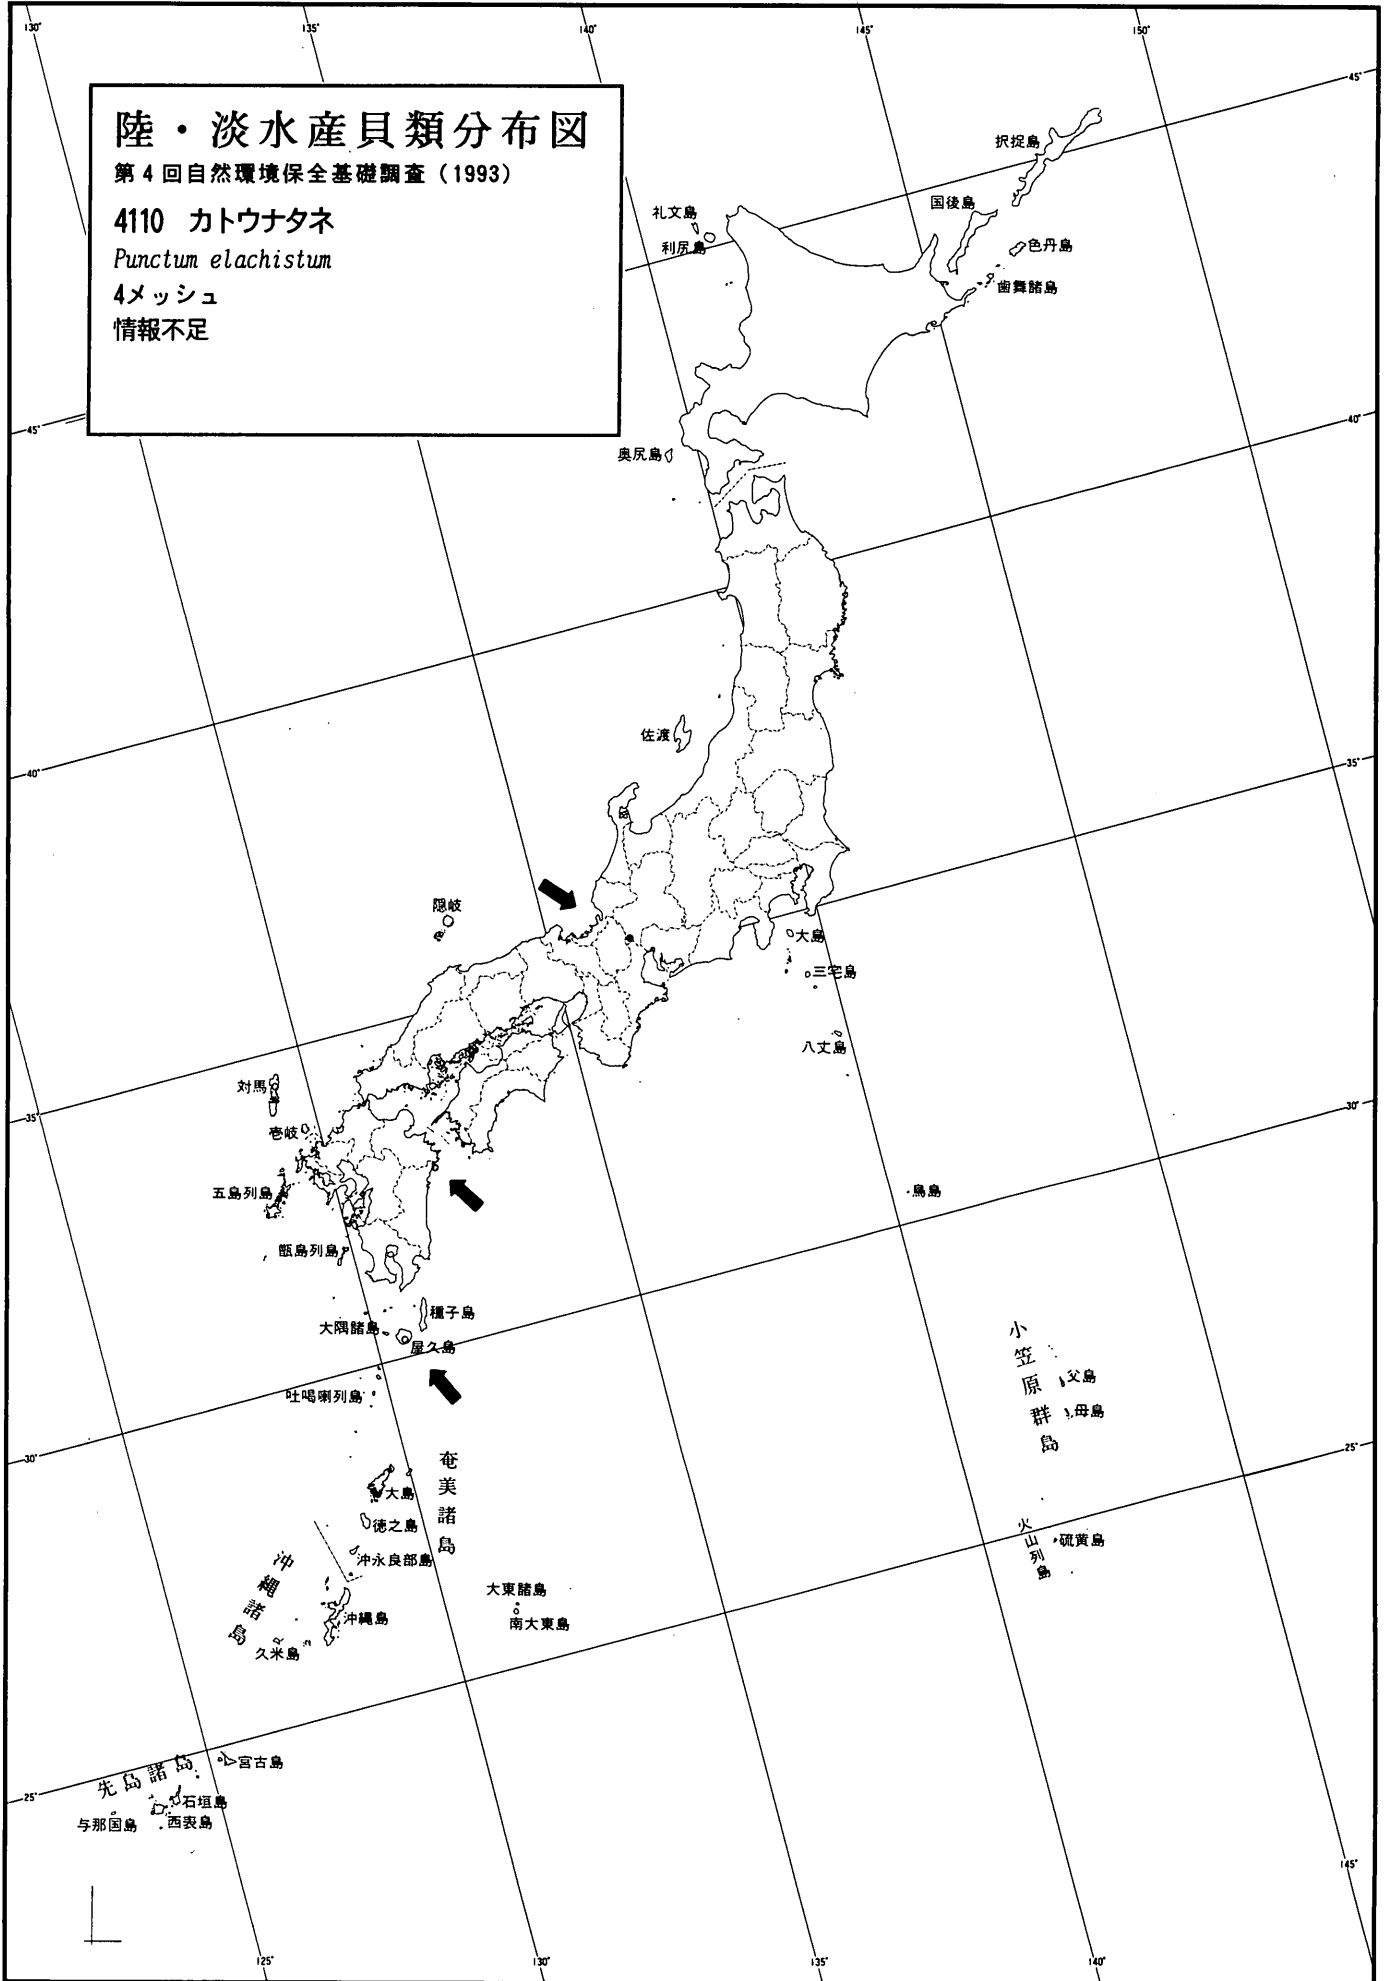 130°
135°
140°
145°
150°
45°
陸・淡水産貝類分布図
第4回自然環境保全基礎調査（1993）
4110 カトウナタネ
Punctum elachistum
4メッシュ
情報不足
択捉島
国後島
色丹島
歯舞諸島
礼文島
利尻島
45°
40°
奥尻島
佐渡
40°
35°
隠岐
大島
三宅島
八丈島
対馬
壱岐
35°
30°
五島列島
鳥島
甑島列島
種子島
大隅諸島
屋久島
吐喝喇列島
小笠原群島
父島
母島
30°
25°
奄美諸島
大島
徳之島
沖永良部島
沖縄諸島
沖縄島
久米島
大東諸島
南大東島
火山列島
硫黄島
先島諸島
宮古島
25°
石垣島
西表島
与那国島
145°
125°
130°
135°
140°